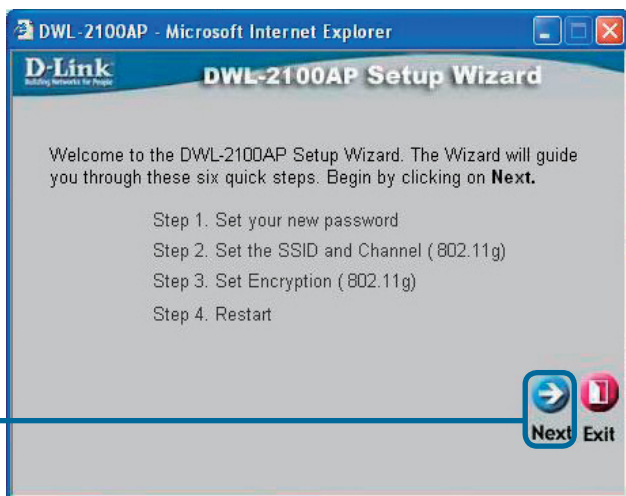 DWL-2100AP - Microsoft Internet Explorer
D-Link
Building Networks for People
DWL-2100AP Setup Wizard
Welcome to the DWL-2100AP Setup Wizard. The Wizard will guide
you through these six quick steps. Begin by clicking on Next.
Step 1. Set your new password
Step 2. Set the SSID and Channel ( 802.11g)
Step 3. Set Encryption ( 802.11g)
Step 4. Restart
Next Exit